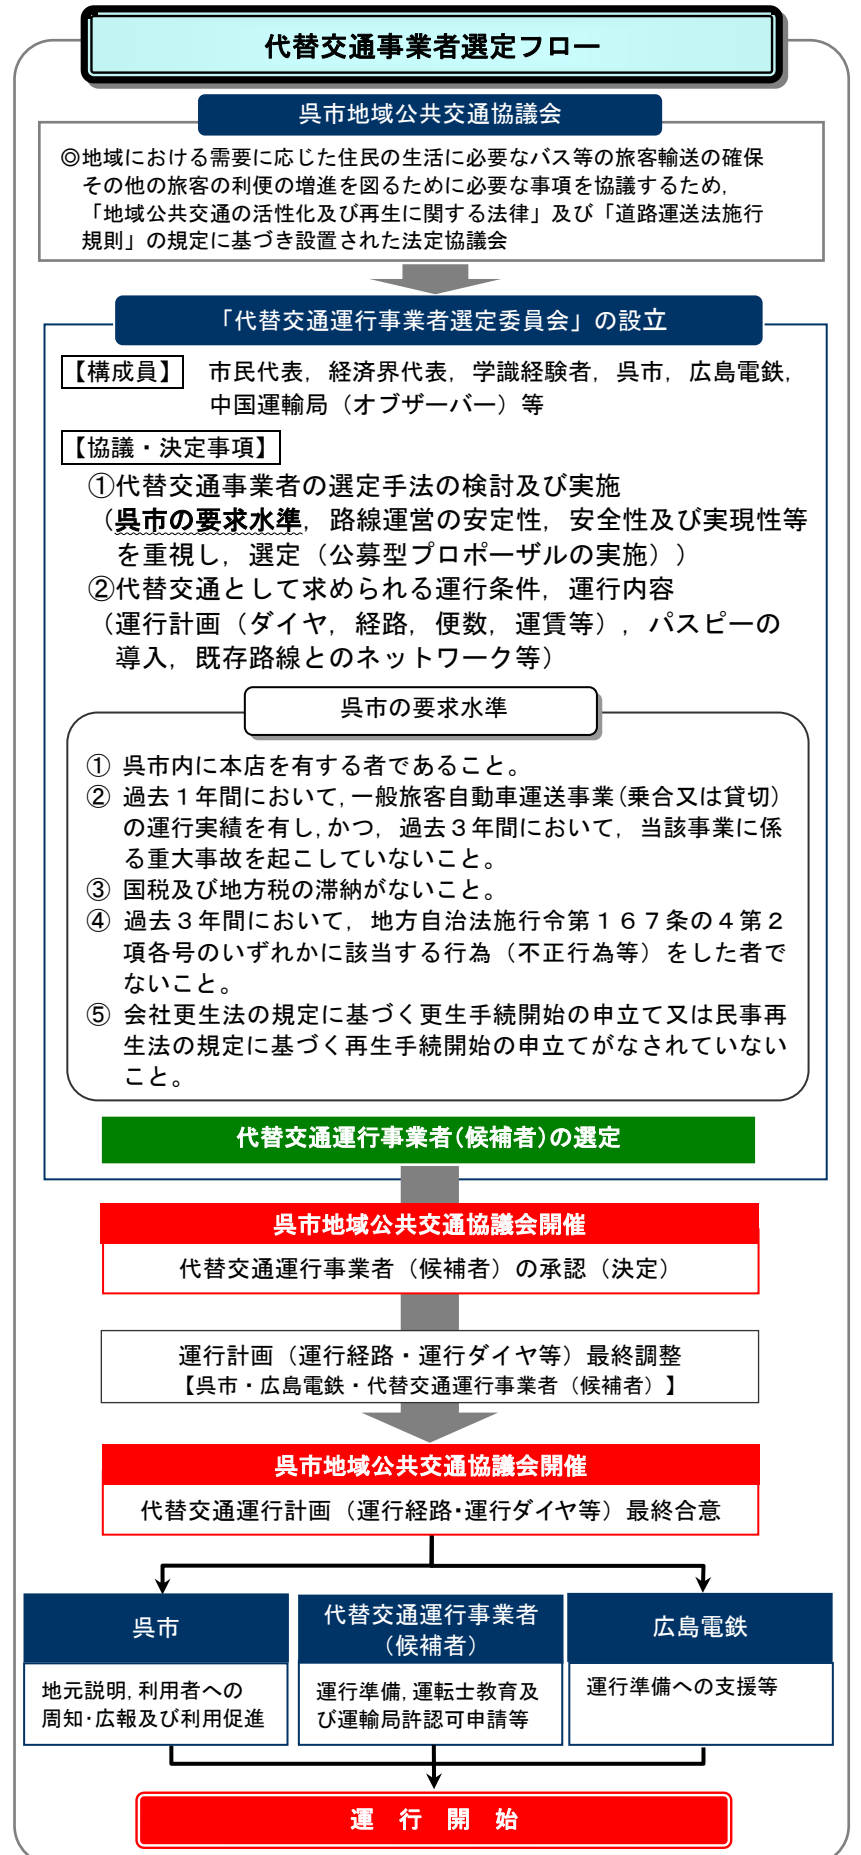 代替交通事業者選定フロー
呉市地域公共交通協議会
◎地域における需要に応じた住民の生活に必要なバス等の旅客輸送の確保
その他の旅客の利便の増進を図るために必要な事項を協議するため，
「地域公共交通の活性化及び再生に関する法律」及び「道路運送法施行
規則」の規定に基づき設置された法定協議会
「代替交通運行事業者選定委員会」の設立
【構成員】 市民代表，経済界代表，学識経験者，呉市，広島電鉄，
中国運輸局（オブザーバー）等
【協議・決定事項】
①代替交通事業者の選定手法の検討及び実施
（呉市の要求水準，路線運営の安定性，安全性及び実現性等
を重視し，選定（公募型プロポーザルの実施））
②代替交通として求められる運行条件，運行内容
（運行計画（ダイヤ，経路，便数，運賃等），パスピーの
導入，既存路線とのネットワーク等）
呉市の要求水準
① 呉市内に本店を有する者であること。
② 過去１年間において，一般旅客自動車運送事業（乗合又は貸切）
の運行実績を有し，かつ，過去３年間において，当該事業に係
る重大事故を起こしていないこと。
③ 国税及び地方税の滞納がないこと。
④ 過去３年間において，地方自治法施行令第１６７条の４第２
項各号のいずれかに該当する行為（不正行為等）をした者で
ないこと。
⑤ 会社更生法の規定に基づく更生手続開始の申立て又は民事再
生法の規定に基づく再生手続開始の申立てがなされていない
こと。
代替交通運行事業者（候補者）の選定
呉市地域公共交通協議会開催
代替交通運行事業者（候補者）の承認（決定）
運行計画（運行経路・運行ダイヤ等）最終調整
【呉市・広島電鉄・代替交通運行事業者（候補者）】
呉市地域公共交通協議会開催
代替交通運行計画（運行経路・運行ダイヤ等）最終合意
呉市
地元説明，利用者への
周知・広報及び利用促進
代替交通運行事業者
（候補者）
運行準備，運転士教育及
び運輸局許認可申請等
広島電鉄
運行準備への支援等
運 行 開 始